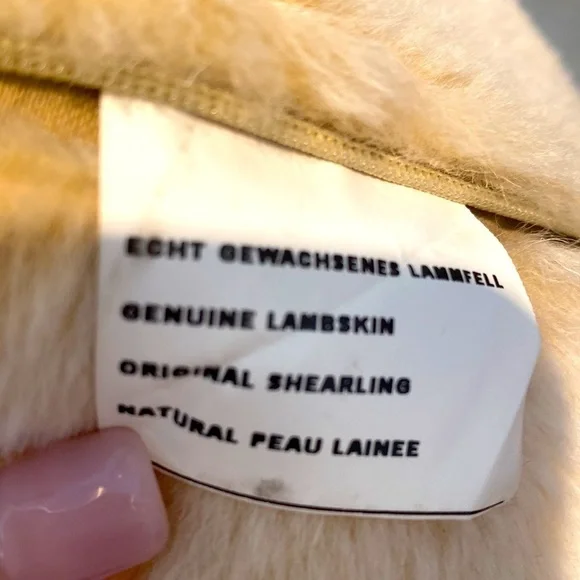 ECHT GEWACHSENES LAMMFELL
GENUINE LAMBSKIN
ORIGINAL SHEARLING
NATURAL PEAU LAINEE